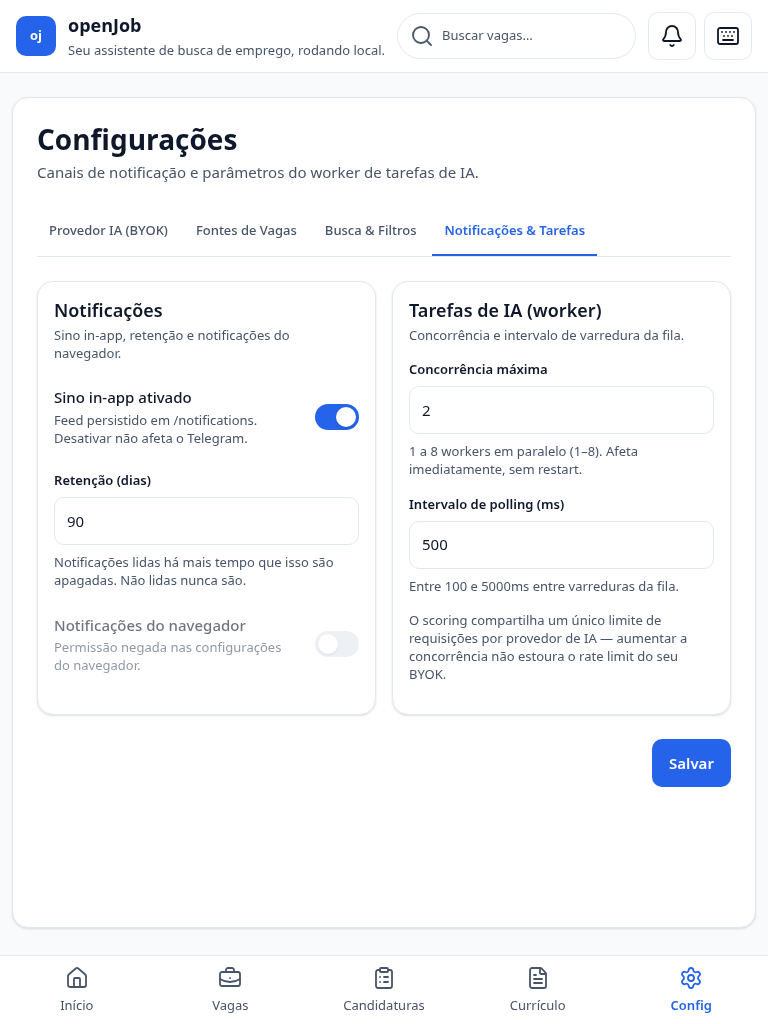 oj
openJob
Seu assistente de busca de emprego, rodando local.
Buscar vagas...
Configurações
Canais de notificação e parâmetros do worker de tarefas de IA.
Provedor IA (BYOK)
Fontes de Vagas
Busca & Filtros
Notificações & Tarefas
Notificações
Sino in-app, retenção e notificações do
navegador.
Sino in-app ativado
Feed persistido em /notifications.
Desativar não afeta o Telegram.
Retenção (dias)
90
Notificações lidas há mais tempo que isso são
apagadas. Não lidas nunca são.
Notificações do navegador
Permissão negada nas configurações
do navegador.
Tarefas de IA (worker)
Concorrência e intervalo de varredura da fila.
Concorrência máxima
2
1 a 8 workers em paralelo (1–8). Afeta
imediatamente, sem restart.
Intervalo de polling (ms)
500
Entre 100 e 5000ms entre varreduras da fila.
O scoring compartilha um único limite de
requisições por provedor de IA — aumentar a
concorrência não estoura o rate limit do seu
BYOK.
Salvar
Início
Vagas
Candidaturas
Currículo
Config